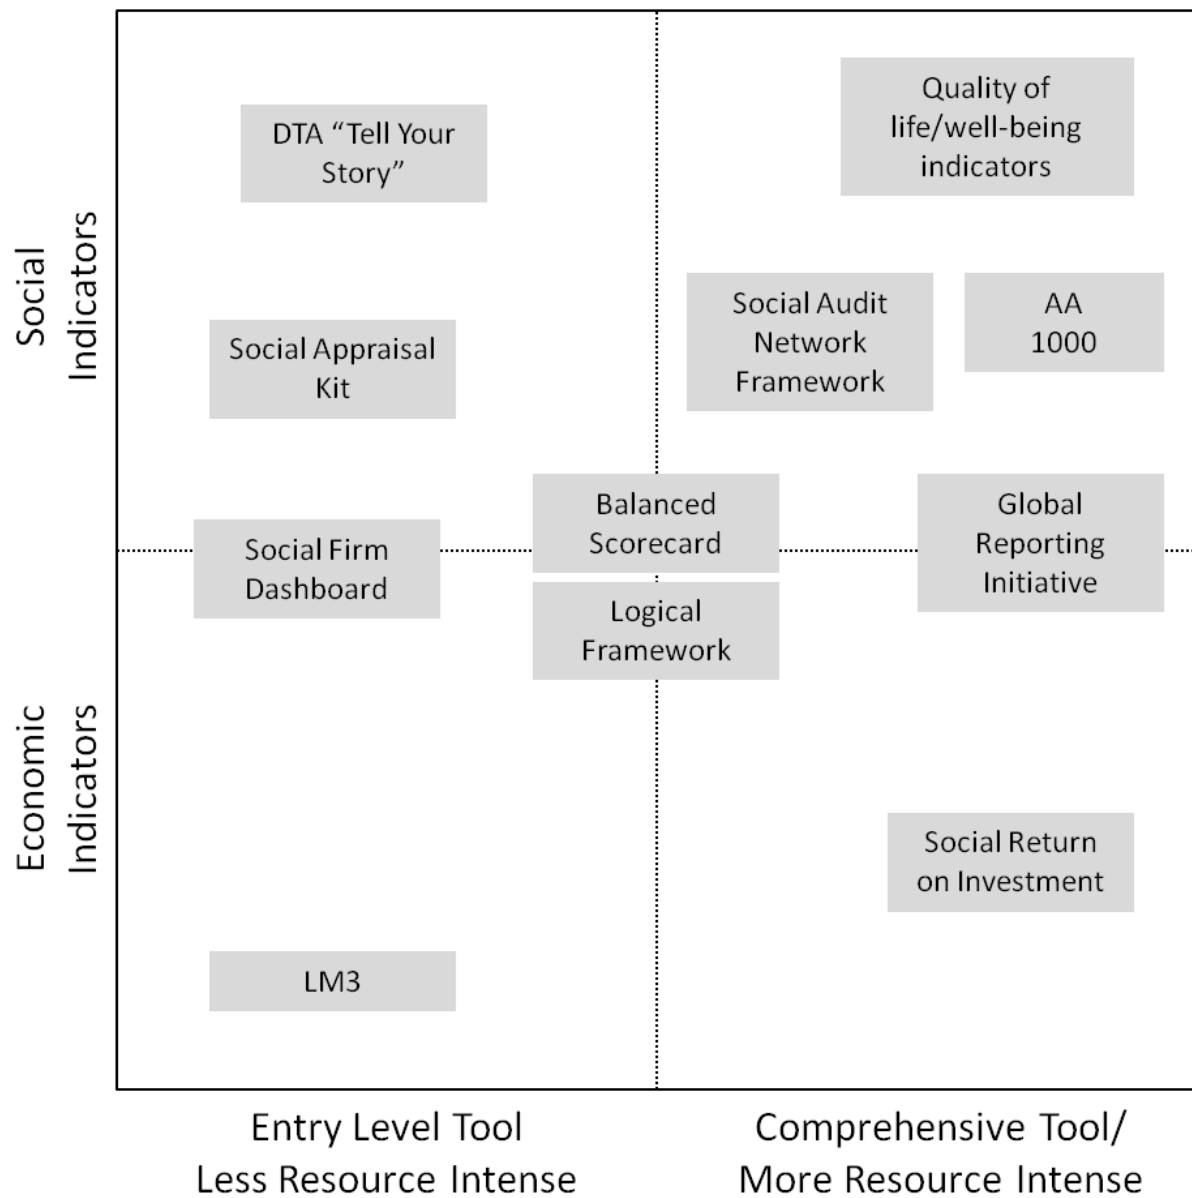 DTA “Tell Your
Story”
Quality of
life/well-being
indicators
Social
Indicators
Social Appraisal
Kit
Social Audit
Network
Framework
AA
1000
Balanced
Scorecard
Global
Reporting
Initiative
Social Firm
Dashboard
Logical
Framework
Economic
Indicators
Social Return
on Investment
LM3
Entry Level Tool
Less Resource Intense
Comprehensive Tool/
More Resource Intense